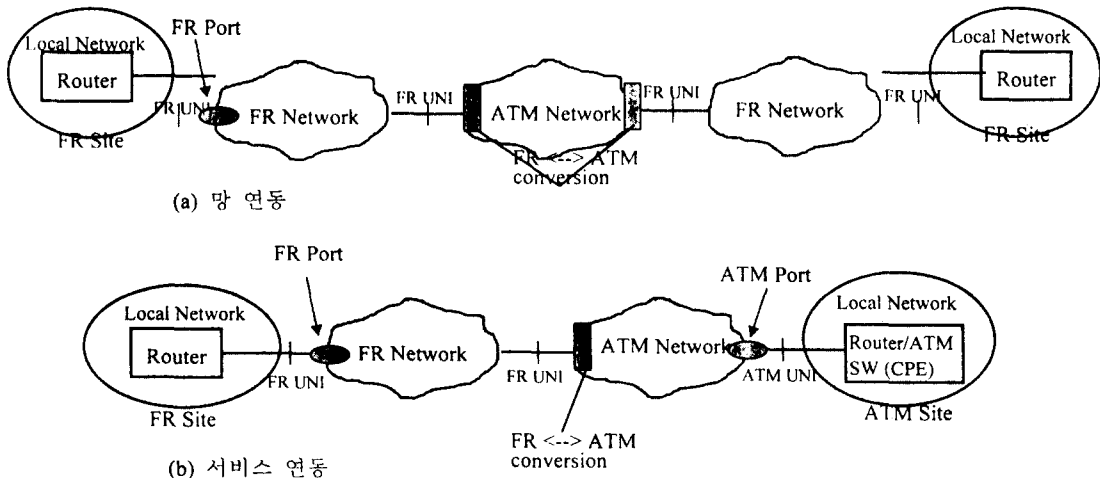 FR Port
Local Network
Router
FR UNI
FR Site
FR Network
FR UNI
ATM Network
FR <--> ATM
conversion
FR UNI
FR Network
FR UNI
Local Network
Router
FR Site
(a) 망 연동
FR Port
Local Network
Router
FR UNI
FR Site
FR Network
FR UNI
ATM Network
FR <--> ATM
conversion
ATM Port
ATM UNI
Local Network
Router/ATM
SW (CPE)
ATM Site
(b) 서비스 연동